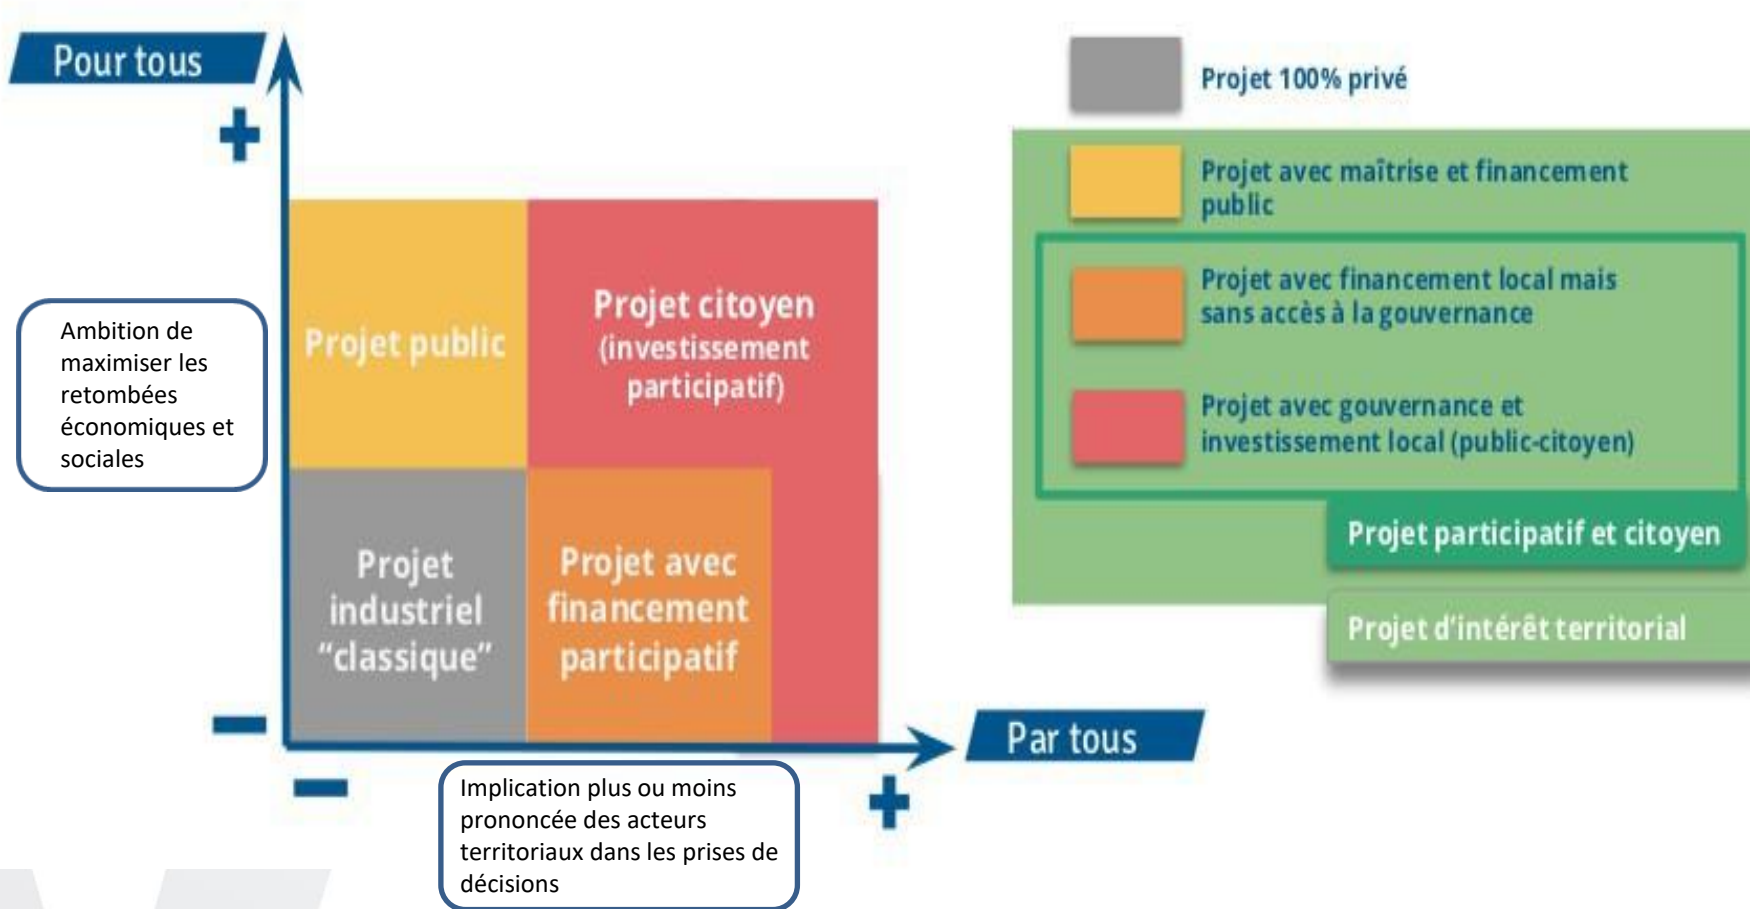 Pour tous
+
Ambition de
maximiser les
retombées
économiques et
sociales
Projet public
Projet citoyen
(investissement
participatif)
Projet
industriel
“classique”
Projet avec
financement
participatif
Par tous
+
Implication plus ou moins
prononcée des acteurs
territoriaux dans les prises de
décisions
Projet 100% privé
Projet avec maîtrise et financement
public
Projet avec financement local mais
sans accès à la gouvernance
Projet avec gouvernance et
investissement local (public-citoyen)
Projet participatif et citoyen
Projet d’intérêt territorial